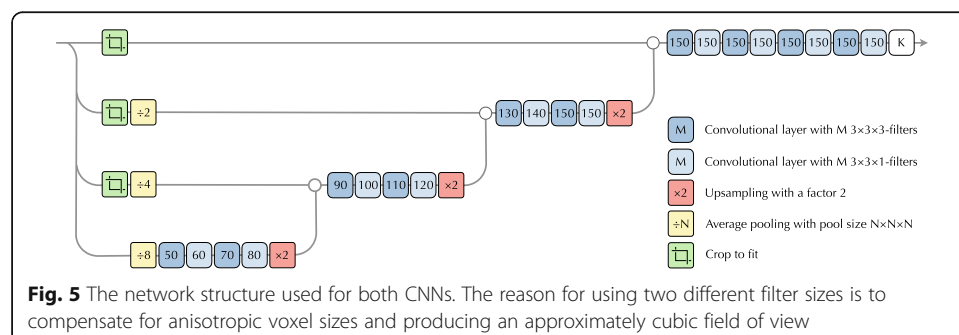 150 150 150 150 150 150 150 150 K
÷2 130 140 150 150 ×2
÷4 90 100 110 120 ×2
÷8 50 60 70 80 ×2
M Convolutional layer with M 3×3×3-filters
M Convolutional layer with M 3×3×1-filters
×2 Upsampling with a factor 2
÷N Average pooling with pool size N×N×N
Crop to fit
Fig. 5 The network structure used for both CNNs. The reason for using two different filter sizes is to
compensate for anisotropic voxel sizes and producing an approximately cubic field of view